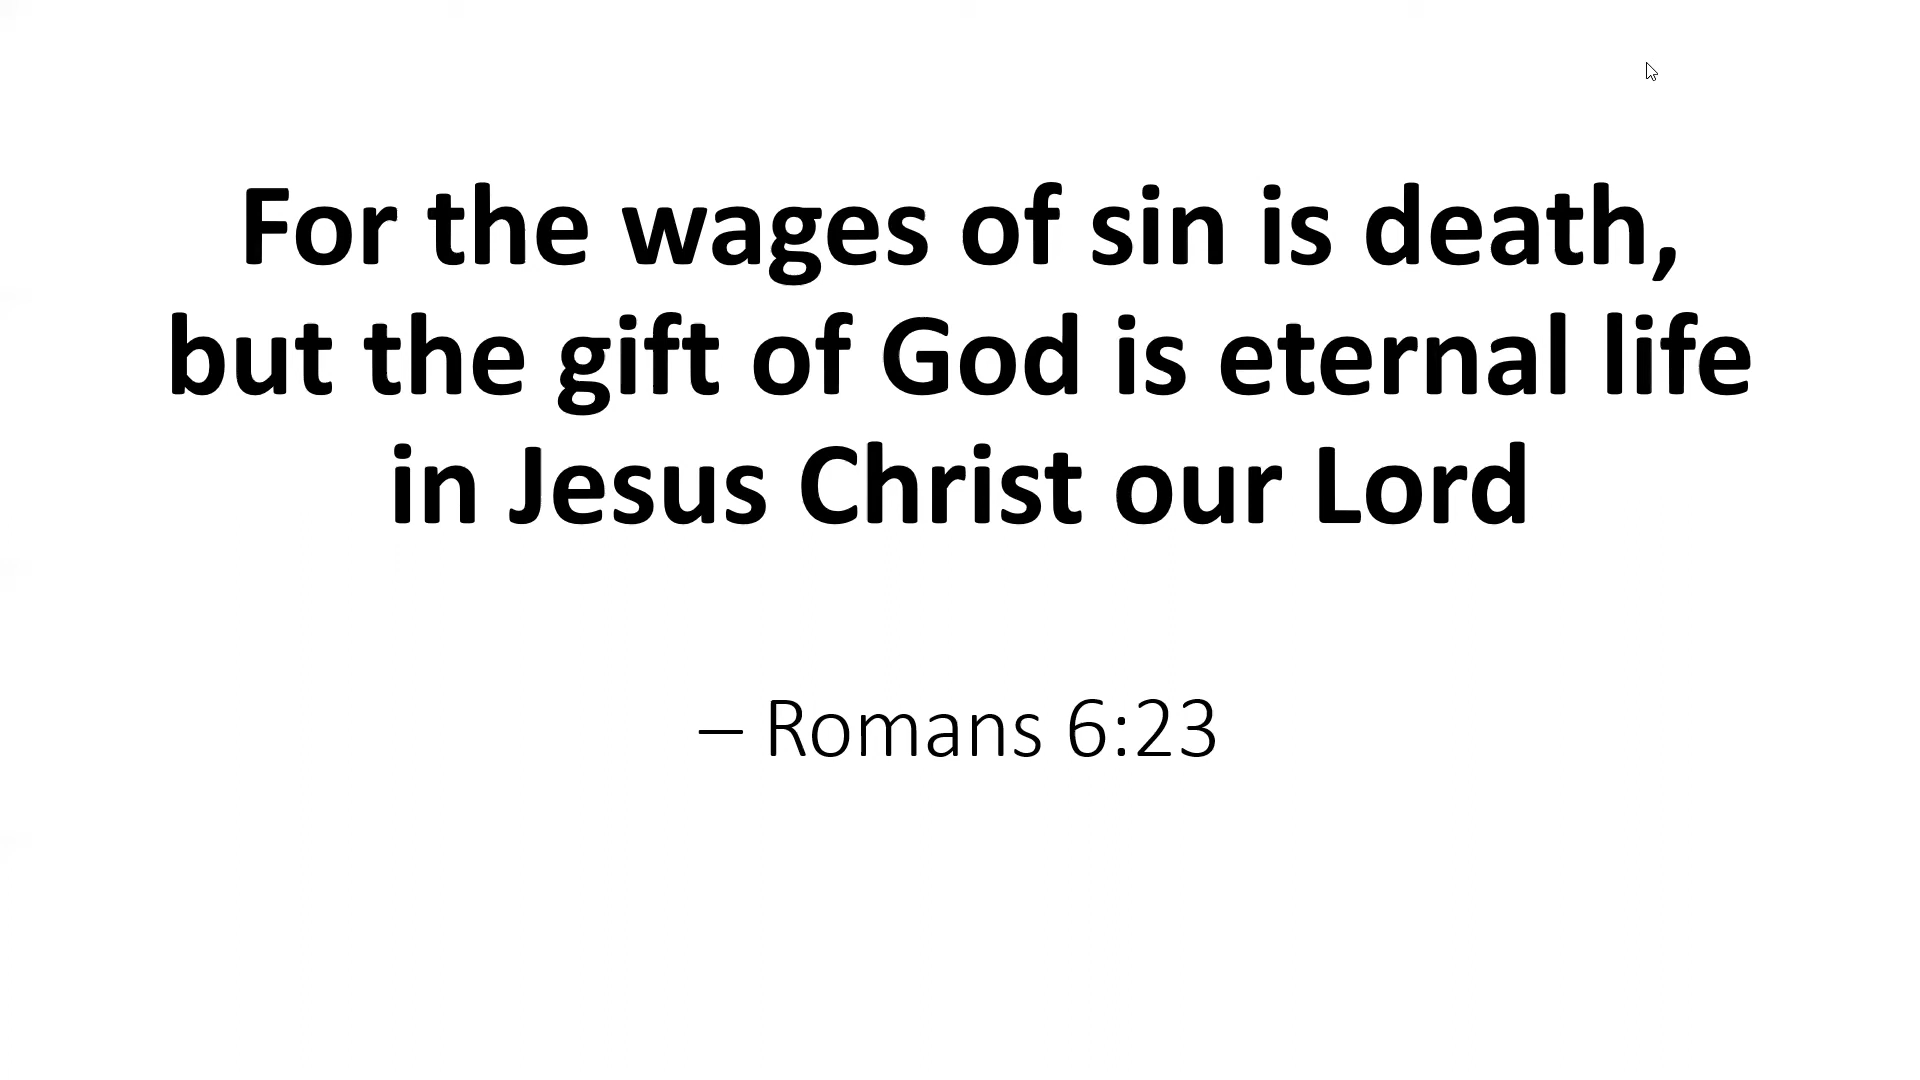 For the wages of sin is death,
but the gift of God is eternal life
in Jesus Christ our Lord
– Romans 6:23